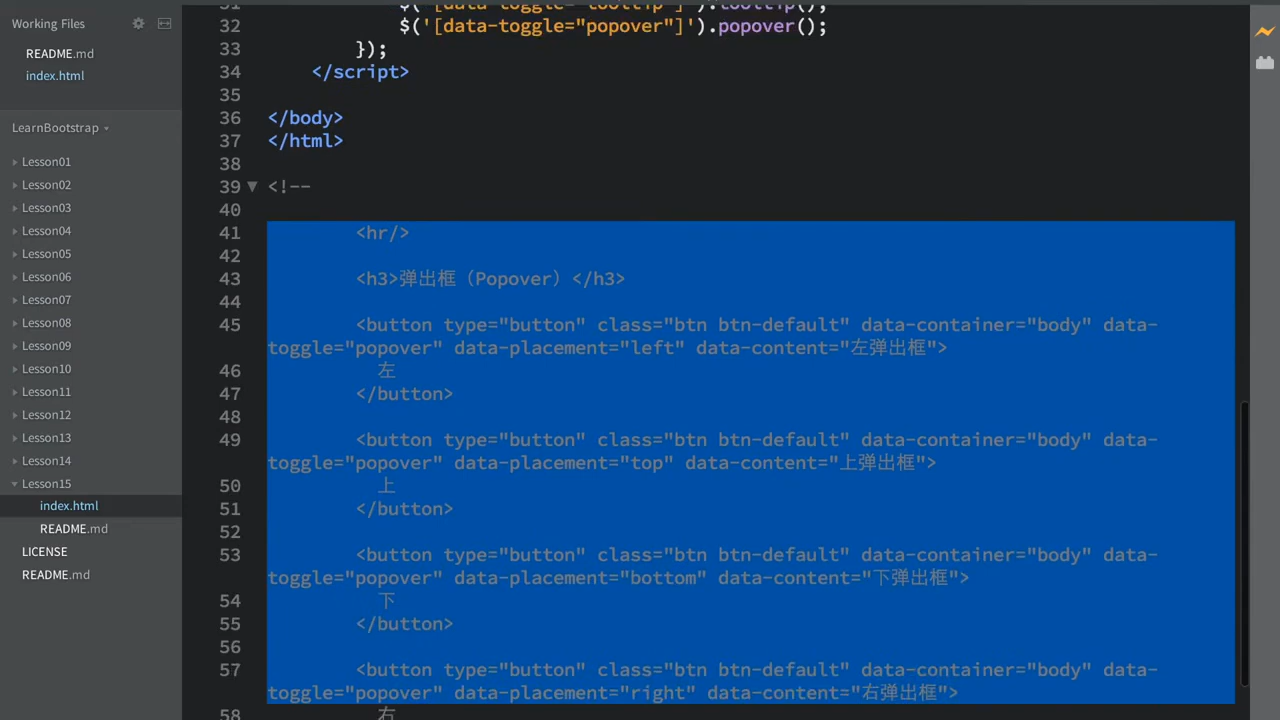 Working Files
README.md
index.html
LearnBootstrap
Lesson01
Lesson02
Lesson03
Lesson04
Lesson05
Lesson06
Lesson07
Lesson08
Lesson09
Lesson10
Lesson11
Lesson12
Lesson13
Lesson14
Lesson15
index.html
README.md
LICENSE
README.md
31 $('[data-toggle="tooltip"]').tooltip();
32 $('[data-toggle="popover"]').popover();
33 });
34 </script>
35
36 </body>
37 </html>
38
39 <!--
40
41 <hr/>
42
43 <h3>弹出框（Popover）</h3>
44
45 <button type="button" class="btn btn-default" data-container="body" data-
toggle="popover" data-placement="left" data-content="左弹出框">
46 左
47 </button>
48
49 <button type="button" class="btn btn-default" data-container="body" data-
toggle="popover" data-placement="top" data-content="上弹出框">
50 上
51 </button>
52
53 <button type="button" class="btn btn-default" data-container="body" data-
toggle="popover" data-placement="bottom" data-content="下弹出框">
54 下
55 </button>
56
57 <button type="button" class="btn btn-default" data-container="body" data-
toggle="popover" data-placement="right" data-content="右弹出框">
58 右